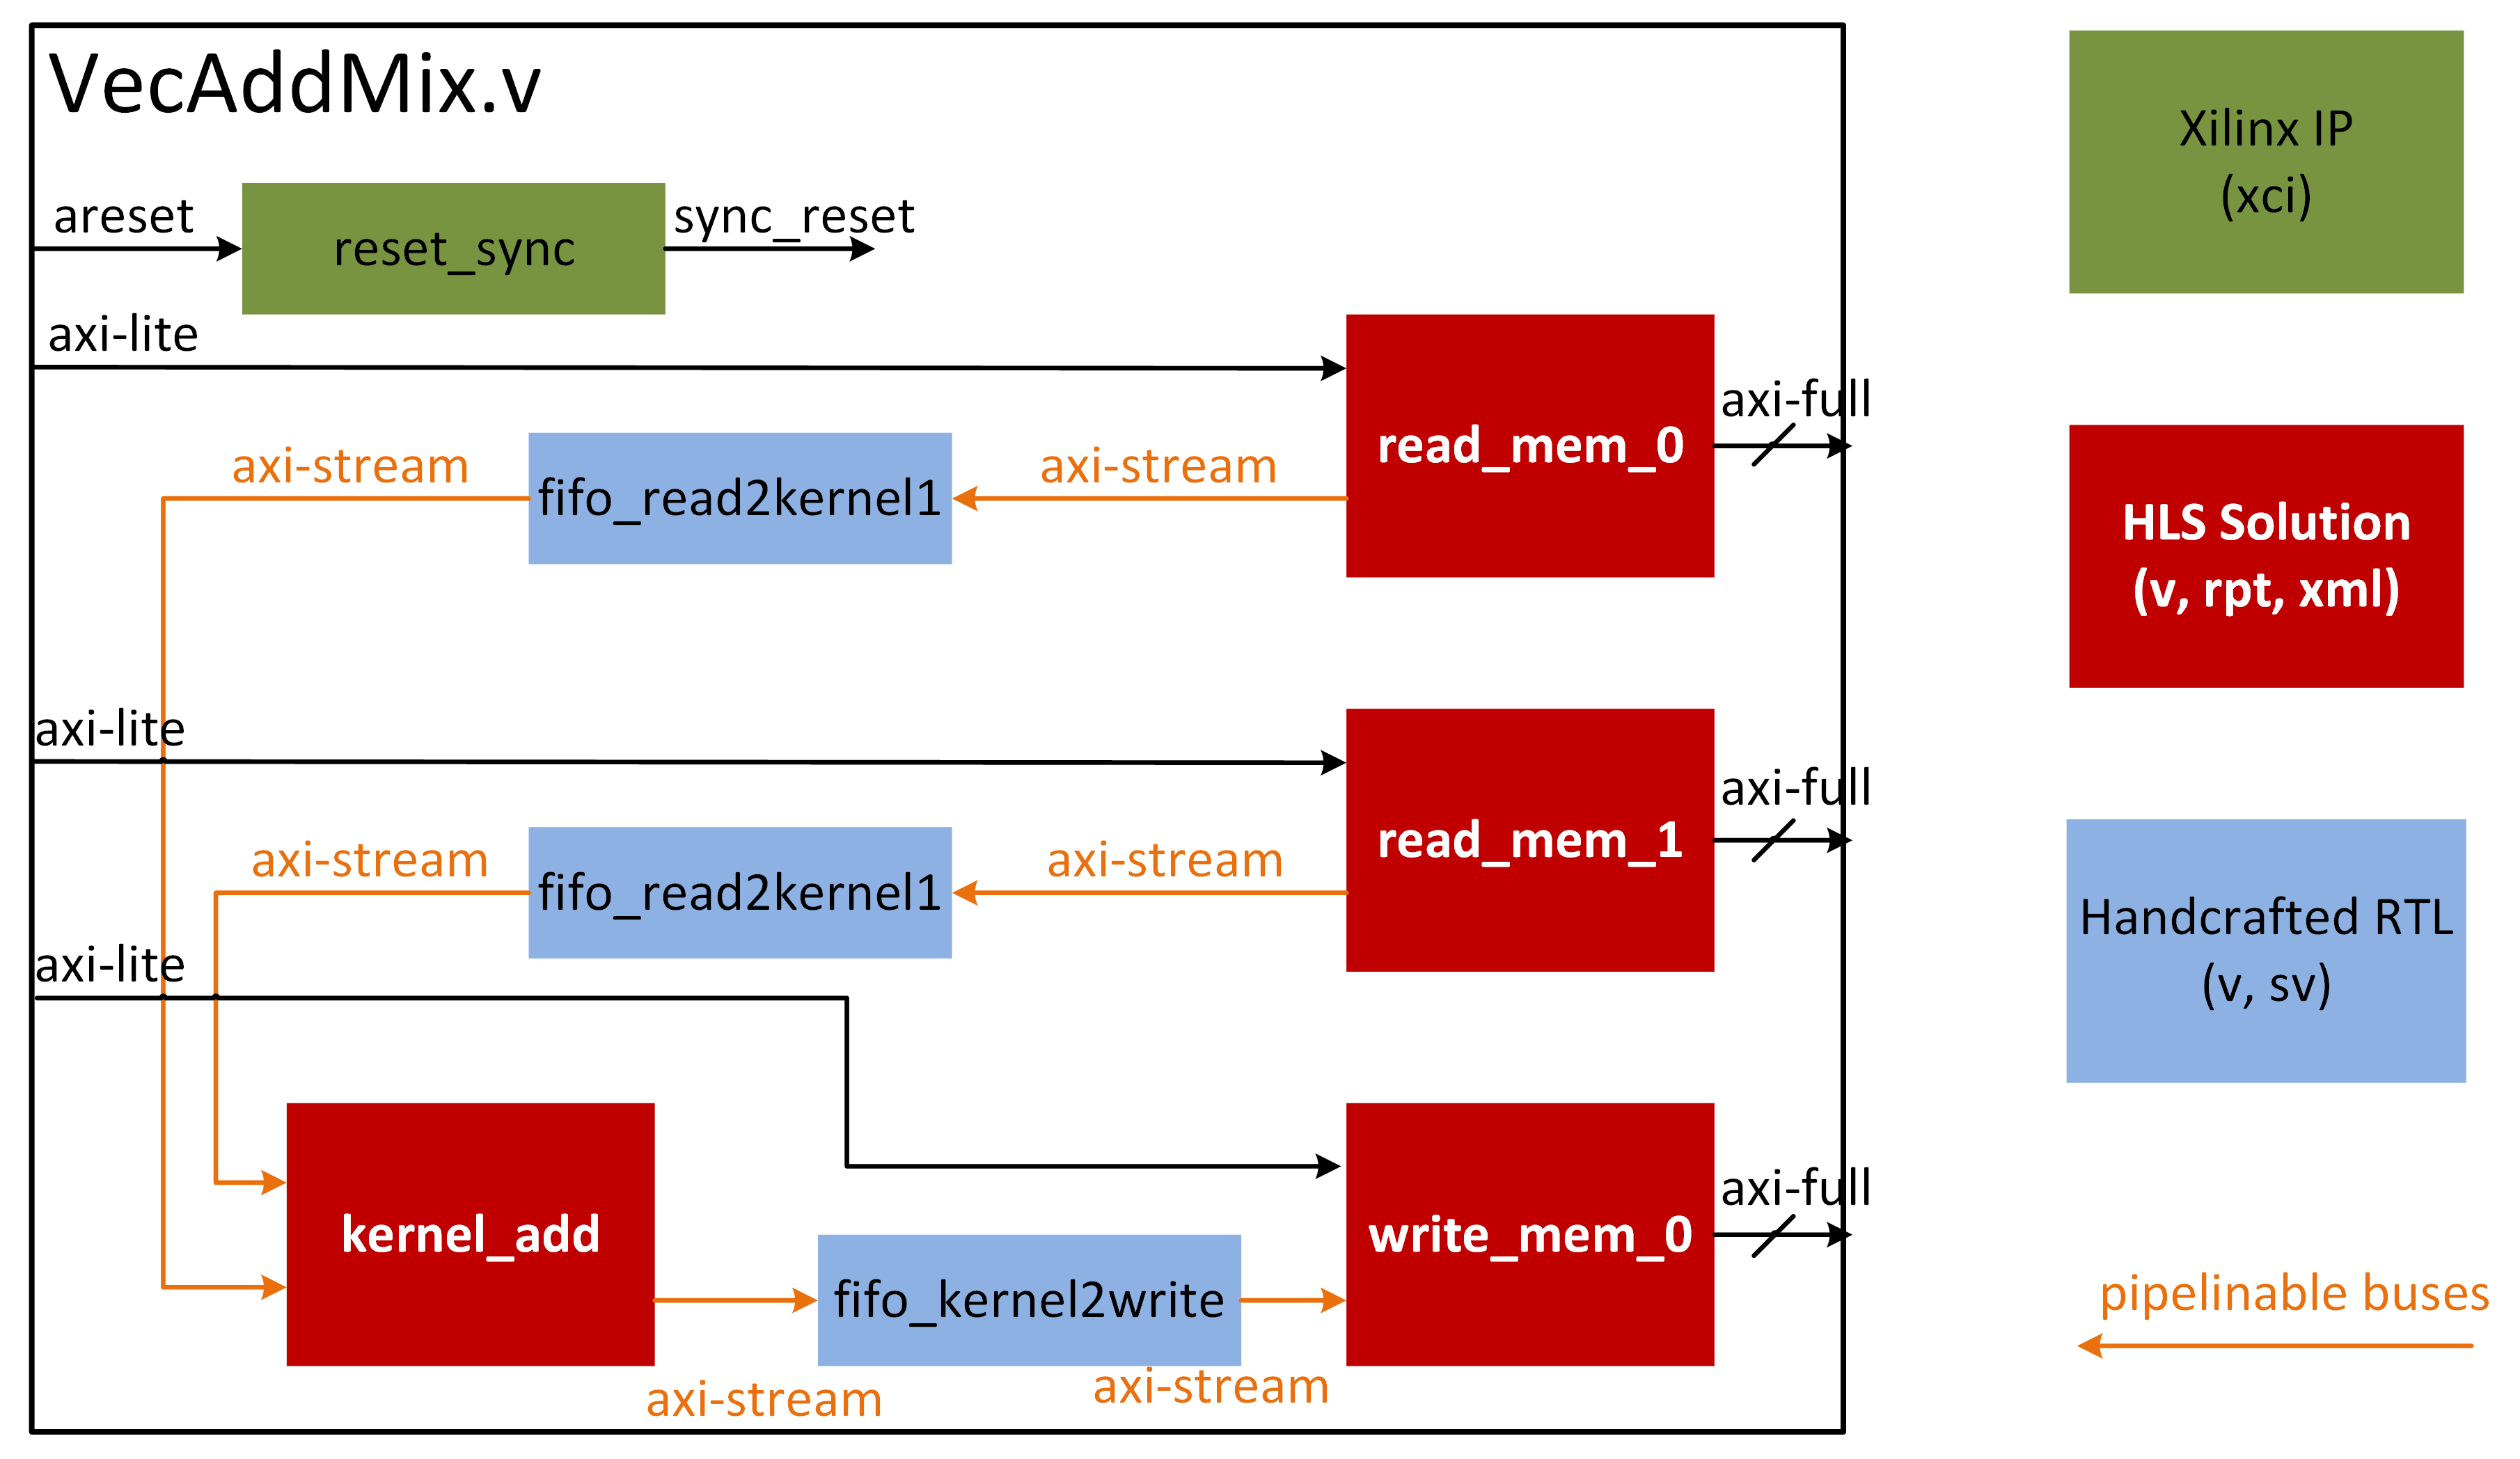 VecAddMix.v
areset
reset_sync
sync_reset
axi-lite
read_mem_0
axi-full
axi-stream
fifo_read2kernel1
axi-stream
axi-lite
read_mem_1
axi-full
axi-stream
fifo_read2kernel1
axi-stream
axi-lite
kernel_add
fifo_kernel2write
write_mem_0
axi-full
axi-stream
axi-stream
Xilinx IP
(xci)
HLS Solution
(v, rpt, xml)
Handcrafted RTL
(v, sv)
pipelinable buses